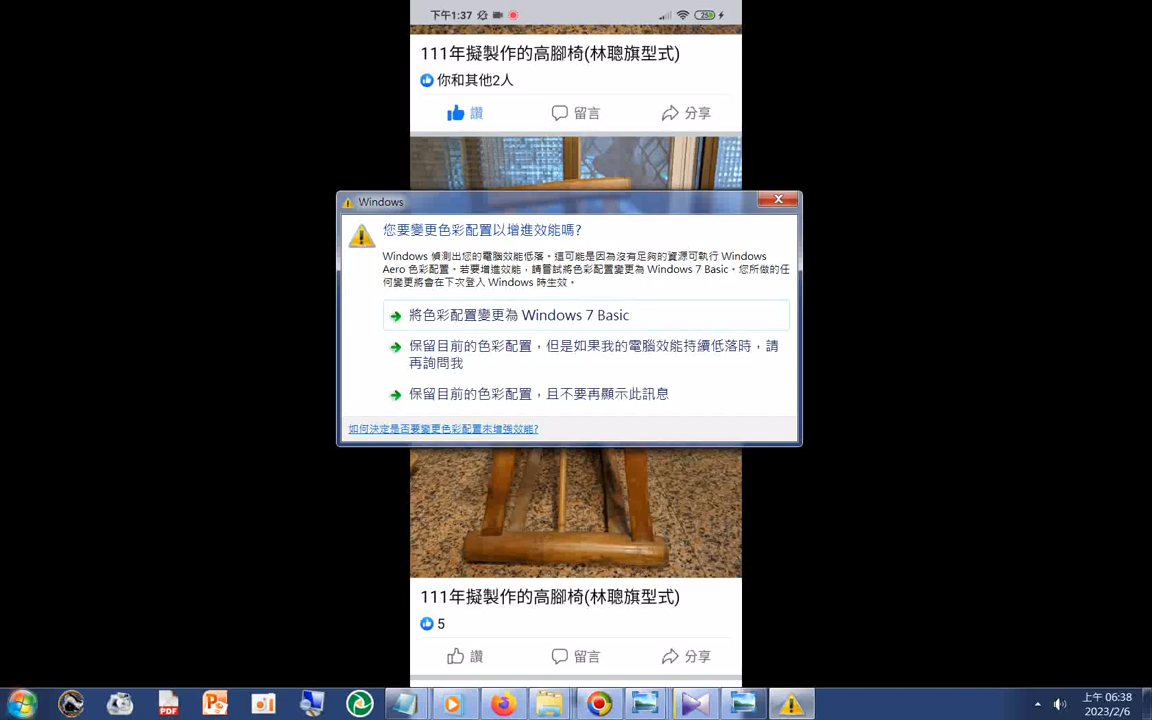 下午1:37
25
111年擬製作的高腳椅(林聰旗型式)
你和其他2人
讚 留言 分享
Windows
您要變更色彩配置以增進效能嗎?
Windows 偵測出您的電腦效能低落。這可能是因為沒有足夠的資源可執行 Windows
Aero 色彩配置。若要增進效能，請嘗試將色彩配置變更為 Windows 7 Basic。您所做的任
何變更將會在下次登入 Windows 時生效。
將色彩配置變更為 Windows 7 Basic
保留目前的色彩配置，但是如果我的電腦效能持續低落時，請
再詢問我
保留目前的色彩配置，且不要再顯示此訊息
如何決定是否要變更色彩配置來增強效能?
111年擬製作的高腳椅(林聰旗型式)
5
讚 留言 分享
PDF
上午 06:38
2023/2/6